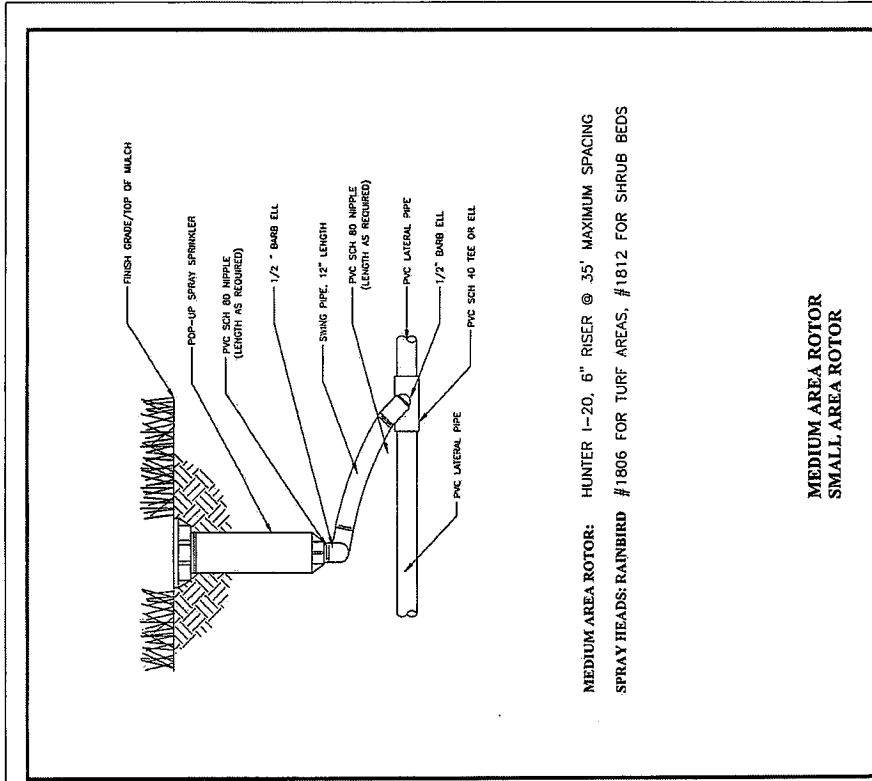 FINISH GRADE/TOP OF MULCH
POP-UP SPRAY SPRINKLER
PVC SCH 80 NIPPLE
(LENGTH AS REQUIRED)
1/2 " BARB ELL
SWING PIPE, 12" LENGTH
PVC SCH 80 NIPPLE
(LENGTH AS REQUIRED)
PVC LATERAL PIPE
1/2" BARB ELL
PVC SCH 40 TEE OR ELL
PVC LATERAL PIPE
MEDIUM AREA ROTOR: HUNTER I-20, 6" RISER @ 35' MAXIMUM SPACING
SPRAY HEADS: RAINBIRD #1806 FOR TURF AREAS, #1812 FOR SHRUB BEDS
MEDIUM AREA ROTOR
SMALL AREA ROTOR